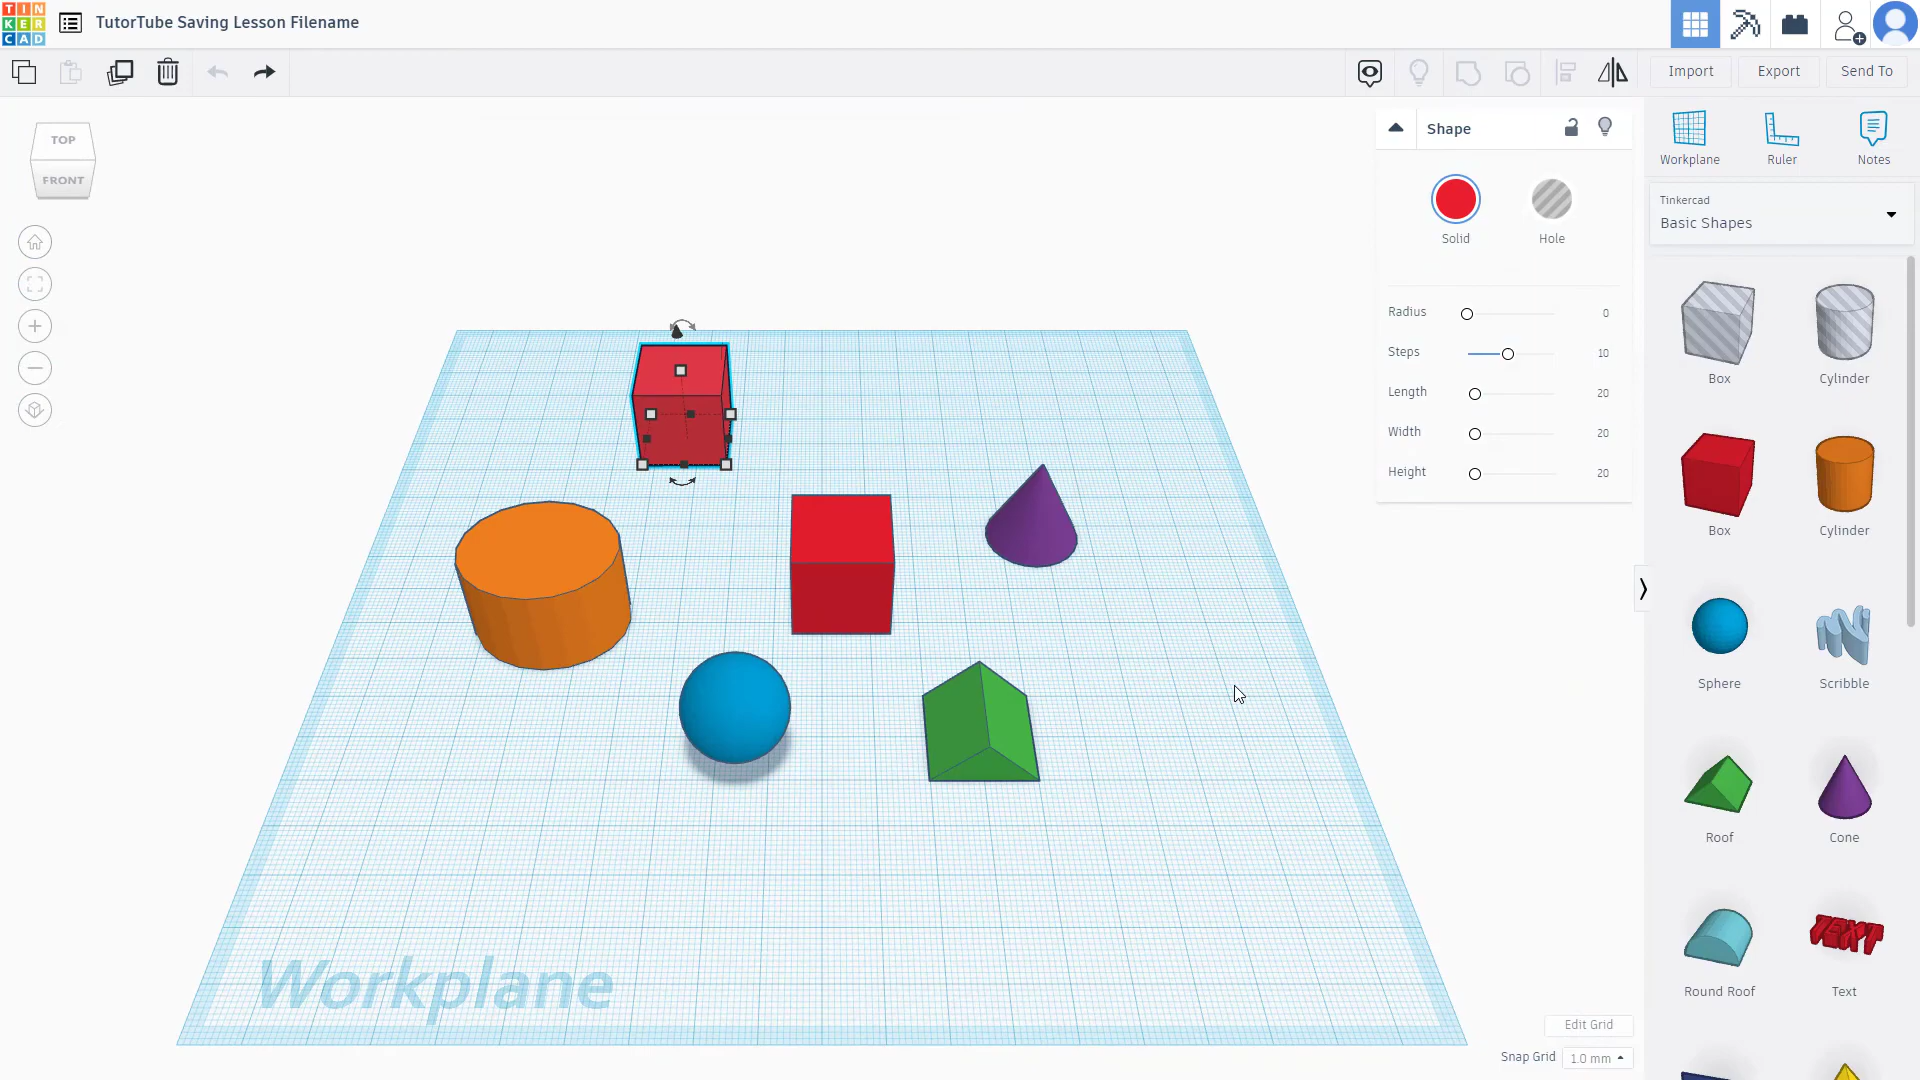 TIN
KER
CAD
TutorTube Saving Lesson Filename
Import
Export
Send To
TOP
FRONT
Shape
Solid
Hole
Radius
0
Steps
10
Length
20
Width
20
Height
20
Workplane
Ruler
Notes
Tinkercad
Basic Shapes
Box
Cylinder
Box
Cylinder
Sphere
Scribble
Roof
Cone
Round Roof
TEXT
Text
Workplane
Edit Grid
Snap Grid
1.0 mm